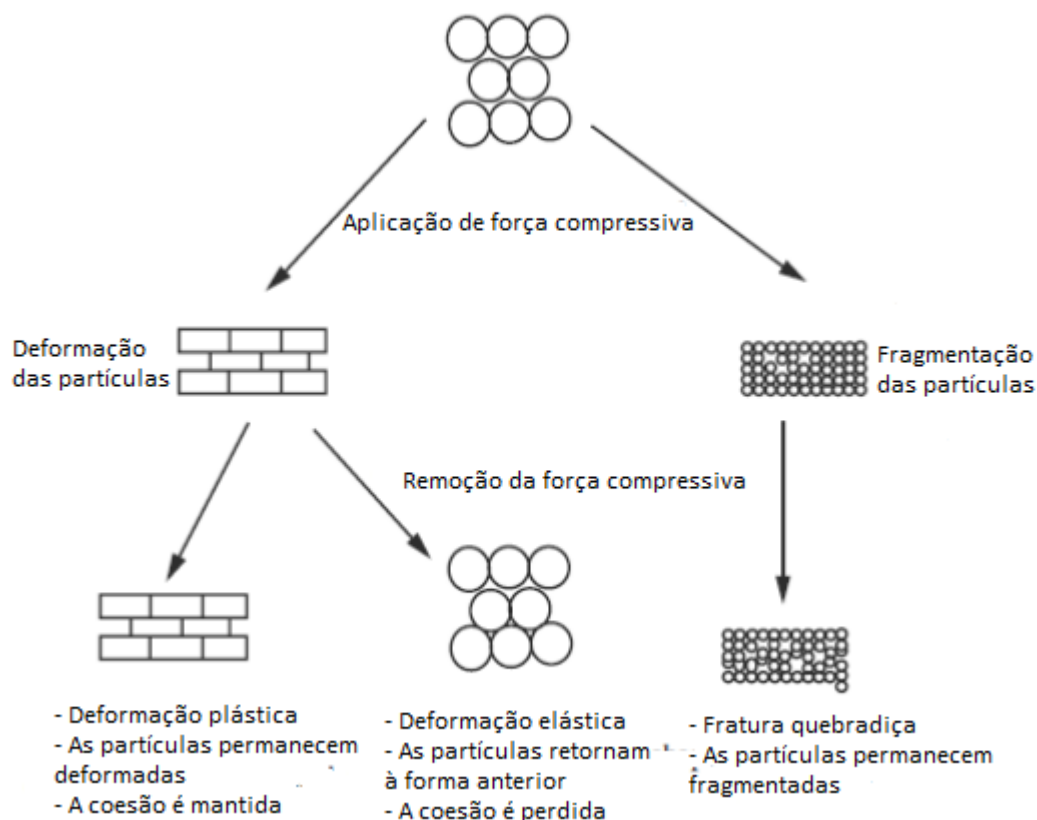 Aplicação de força compressiva
Deformação
das partículas
Fragmentação
das partículas
Remoção da força compressiva
- Deformação plástica
- As partículas permanecem
deformadas
- A coesão é mantida
- Deformação elástica
- As partículas retornam
à forma anterior
- A coesão é perdida
- Fratura quebradiça
- As partículas permanecem
fragmentadas